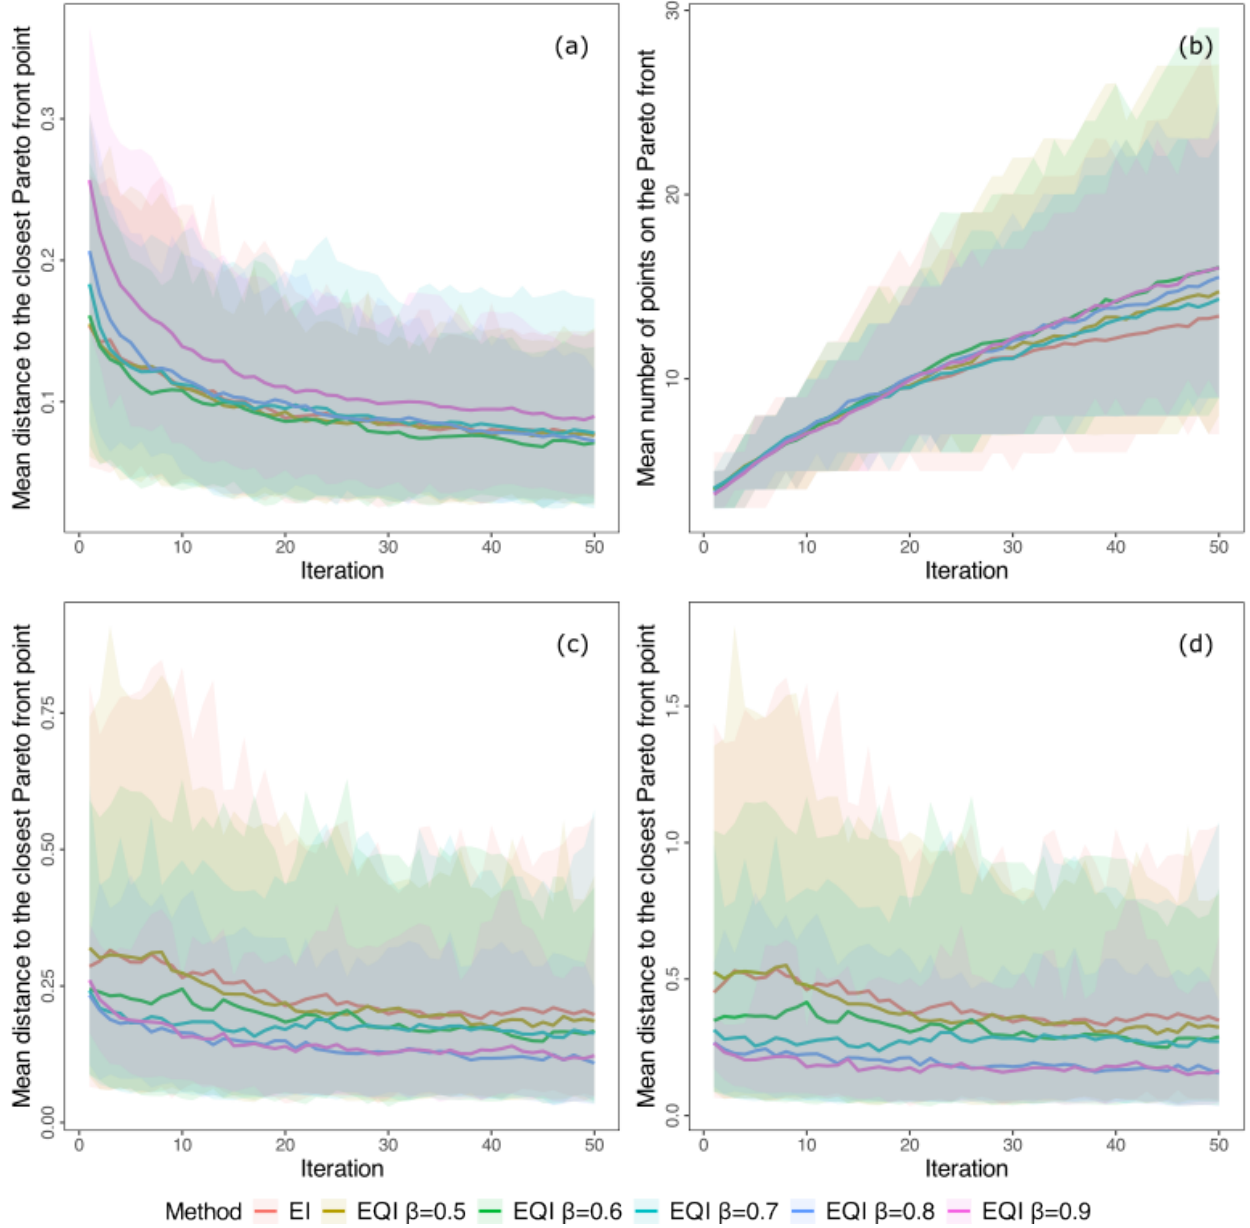 (a)
Mean distance to the closest Pareto front point
0.3
0.2
0.1
0 10 20 30 40 50
Iteration
(b)
Mean number of points on the Pareto front
30
20
10
0 10 20 30 40 50
Iteration
(c)
Mean distance to the closest Pareto front point
0.75
0.50
0.25
0.00
0 10 20 30 40 50
Iteration
(d)
Mean distance to the closest Pareto front point
1.5
1.0
0.5
0.0
0 10 20 30 40 50
Iteration
Method EI EQI β=0.5 EQI β=0.6 EQI β=0.7 EQI β=0.8 EQI β=0.9